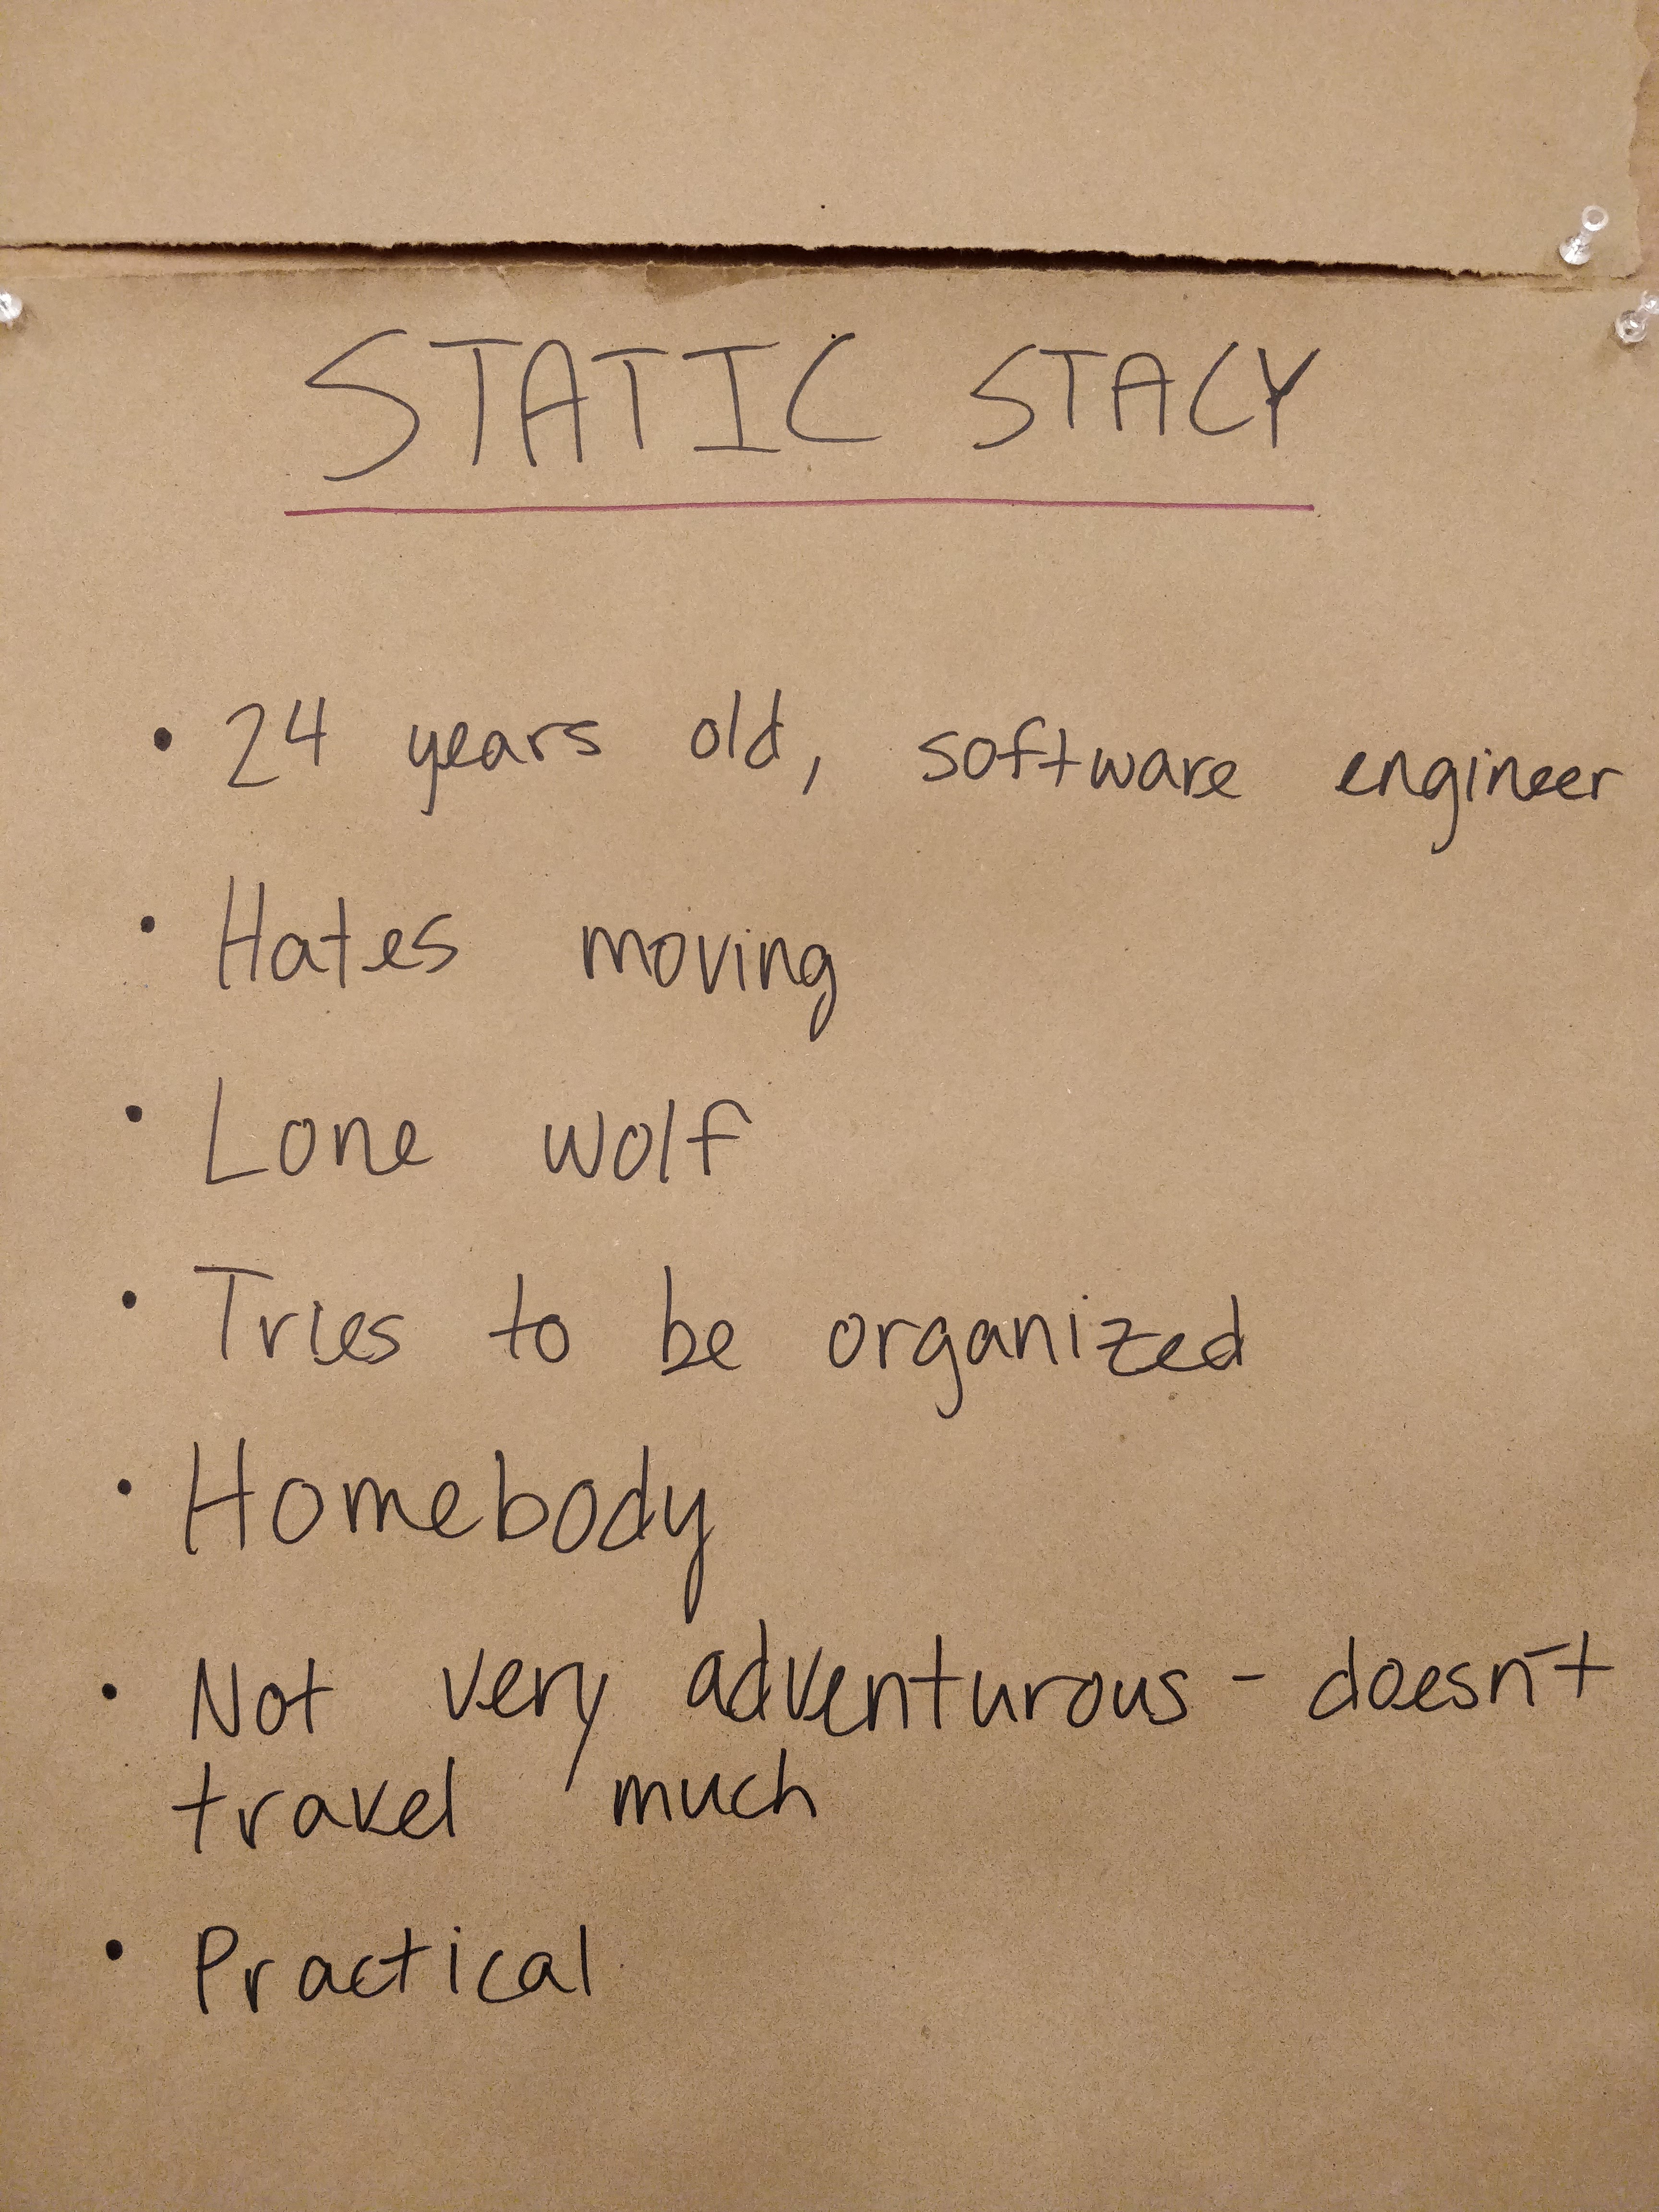 STATIC STACY
• 24 years old, software engineer
• Hates moving
• Lone wolf
• Tries to be organized
• Homebody
• Not very adventurous - doesn't
travel much
• Practical